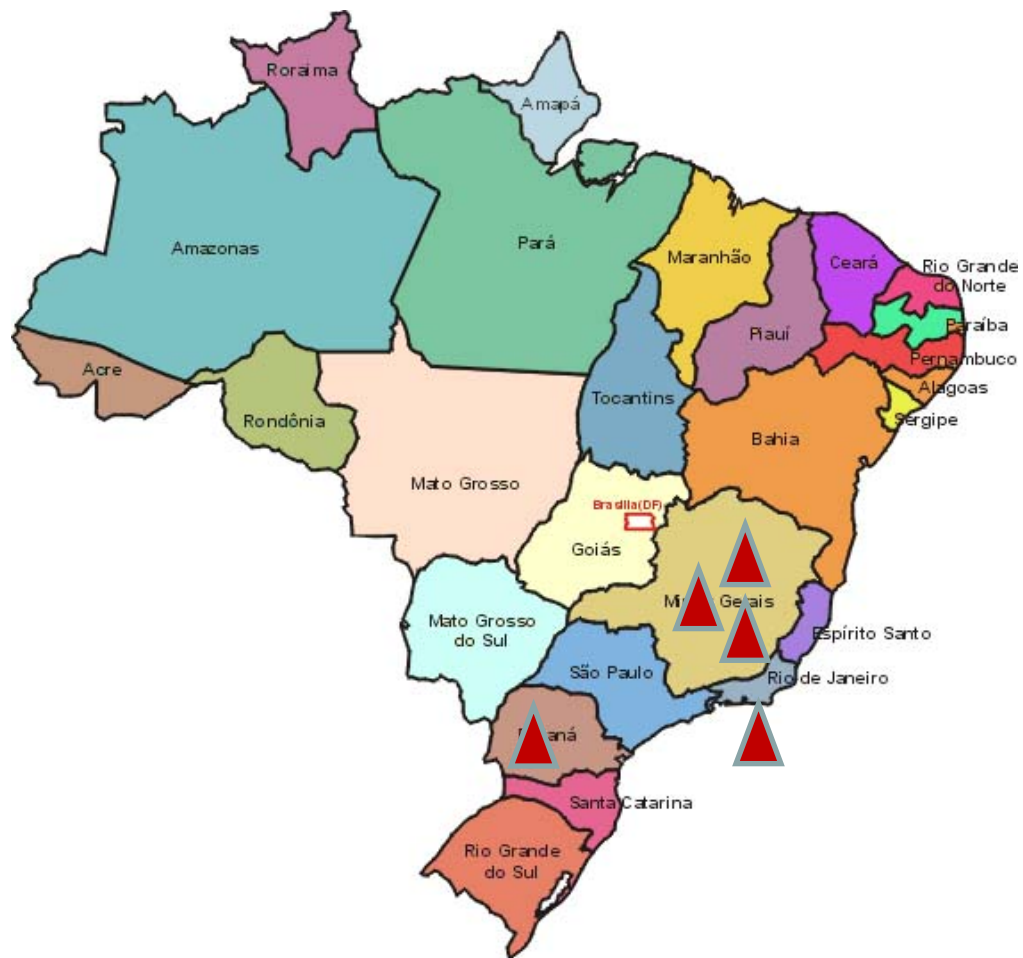 Roraima
Amapá
Amazonas
Pará
Maranhão
Ceará
Rio Grande
do Norte
Paraíba
Piauí
Pernambuco
Acre
Alagoas
Tocantins
Rondônia
Sergipe
Bahia
Mato Grosso
Brasília(DF)
Goiás
Gerais
Mato Grosso
do Sul
Espírito Santo
São Paulo
Rio de Janeiro
Santa Catarina
Rio Grande
do Sul